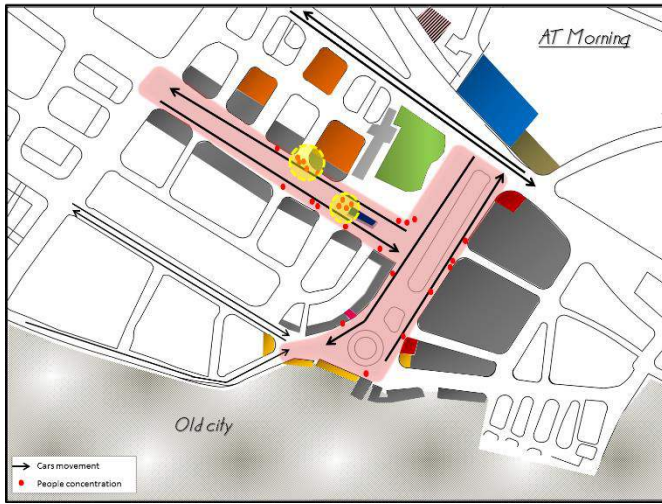 AT Morning
Old city
Cars movement
People concentration